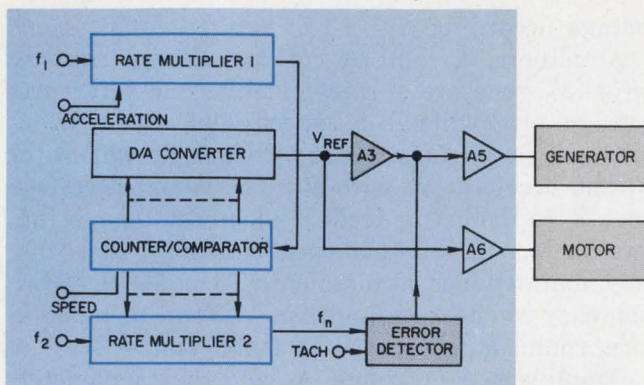 f1
RATE MULTIPLIER 1
ACCELERATION
D/A CONVERTER
VREF
A3
A5
GENERATOR
COUNTER/COMPARATOR
A6
MOTOR
SPEED
f2
RATE MULTIPLIER 2
fn
TACH
ERROR
DETECTOR